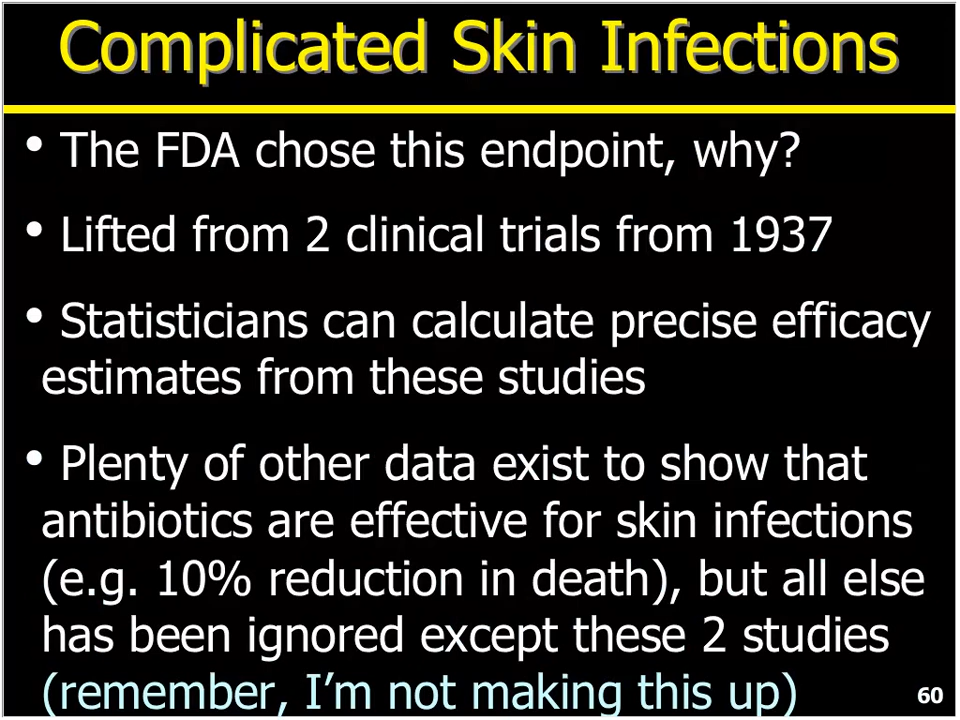 Complicated Skin Infections
• The FDA chose this endpoint, why?
• Lifted from 2 clinical trials from 1937
• Statisticians can calculate precise efficacy
estimates from these studies
• Plenty of other data exist to show that
antibiotics are effective for skin infections
(e.g. 10% reduction in death), but all else
has been ignored except these 2 studies
(remember, I’m not making this up)
60